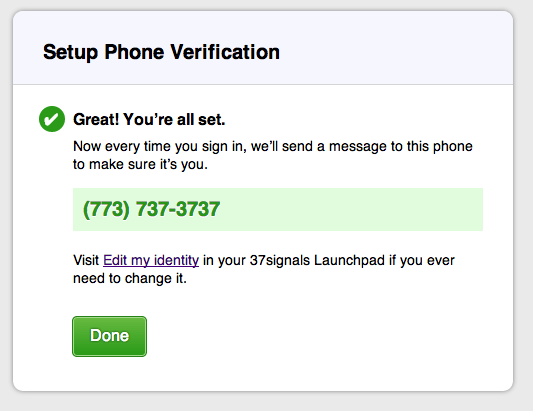 Setup Phone Verification
Great! You’re all set.
Now every time you sign in, we’ll send a message to this phone
to make sure it’s you.
(773) 737-3737
Visit Edit my identity in your 37signals Launchpad if you ever
need to change it.
Done